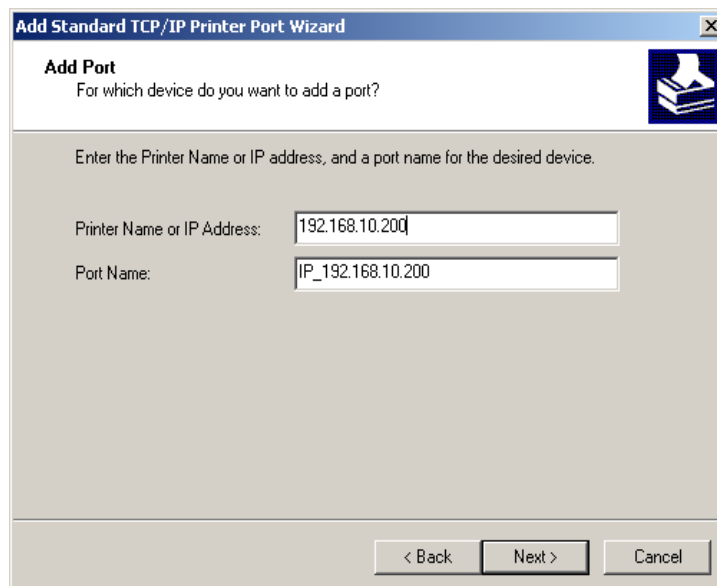 Add Standard TCP/IP Printer Port Wizard
Add Port
For which device do you want to add a port?
Enter the Printer Name or IP address, and a port name for the desired device.
Printer Name or IP Address: 192.168.10.200
Port Name: IP_192.168.10.200
< Back Next > Cancel